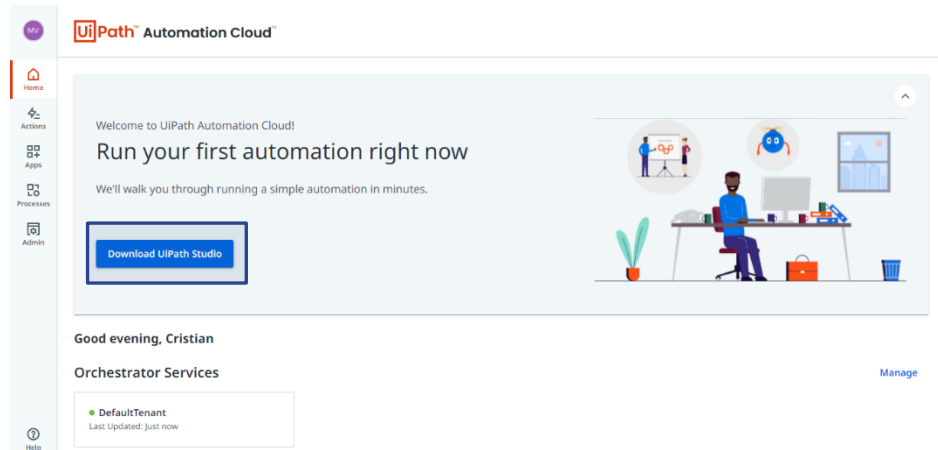 MV
UiPath™ Automation Cloud™
Home
Actions
Apps
Processes
Admin
Help
Welcome to UiPath Automation Cloud!
Run your first automation right now
We'll walk you through running a simple automation in minutes.
Download UiPath Studio
Good evening, Cristian
Orchestrator Services
Manage
DefaultTenant
Last Updated: Just now